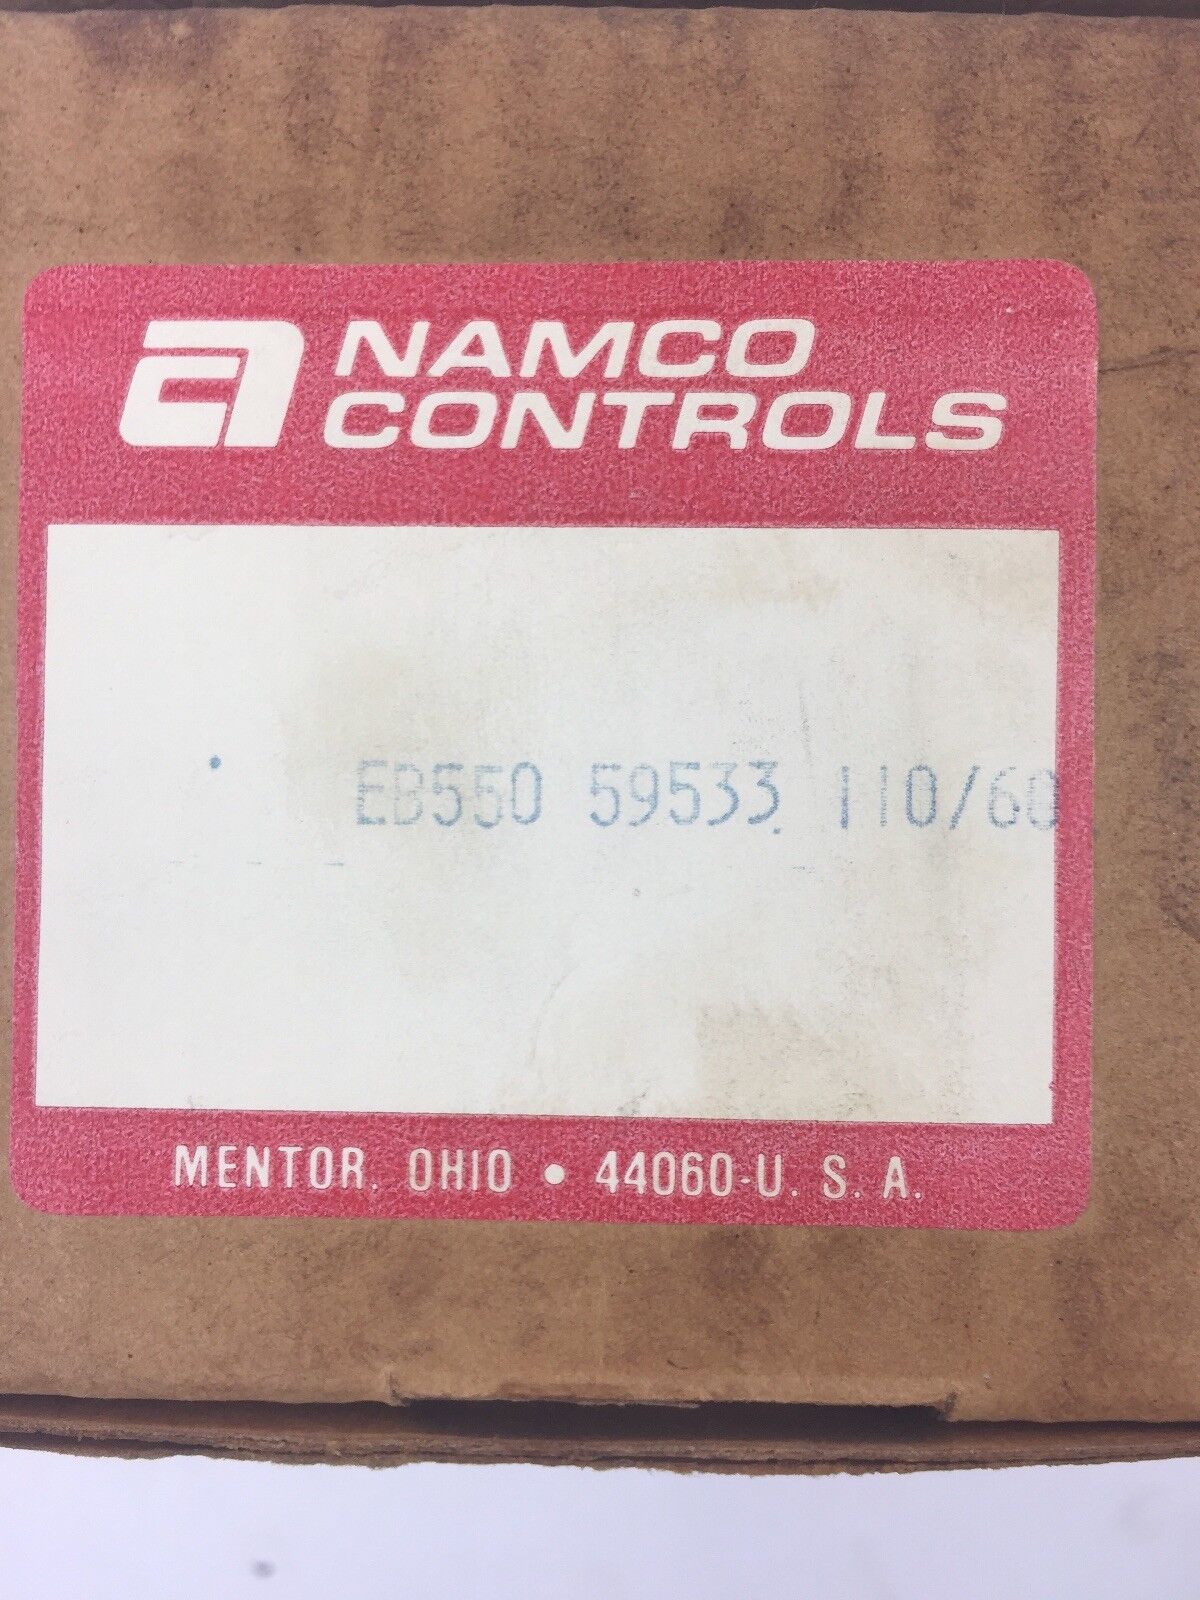 NAMCO
CONTROLS
EB550 59533 110/60
MENTOR, OHIO • 44060-U. S. A.